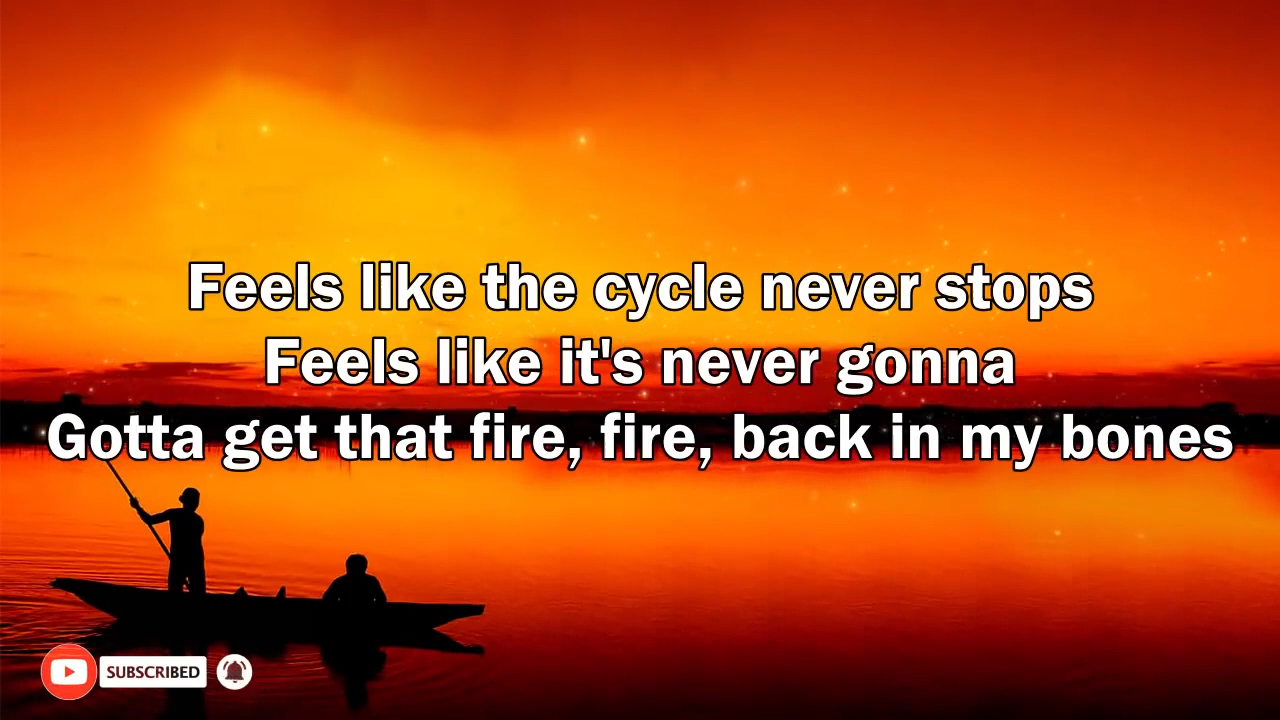 Feels like the cycle never stops
Feels like it's never gonna
Gotta get that fire, fire, back in my bones
SUBSCRIBED